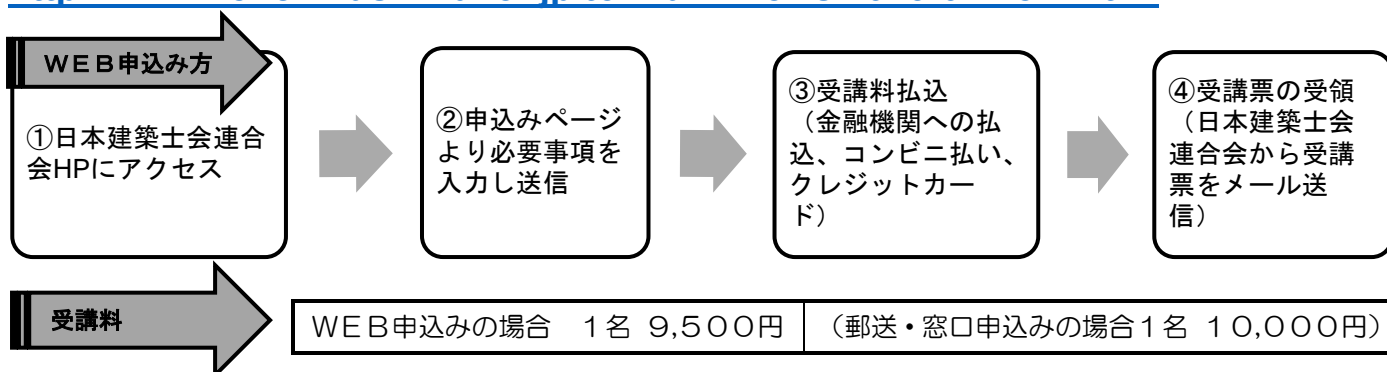 WEB申込み方
①日本建築士会連合
会HPにアクセス
②申込みページ
より必要事項を
入力し送信
③受講料払込
（金融機関への払
込、コンビニ払い、
クレジットカー
ド）
④受講票の受領
（日本建築士会
連合会から受講
票をメール送
信）
受講料
ＷＥＢ申込みの場合　１名 ９,５００円
（郵送・窓口申込みの場合１名 １０,０００円）